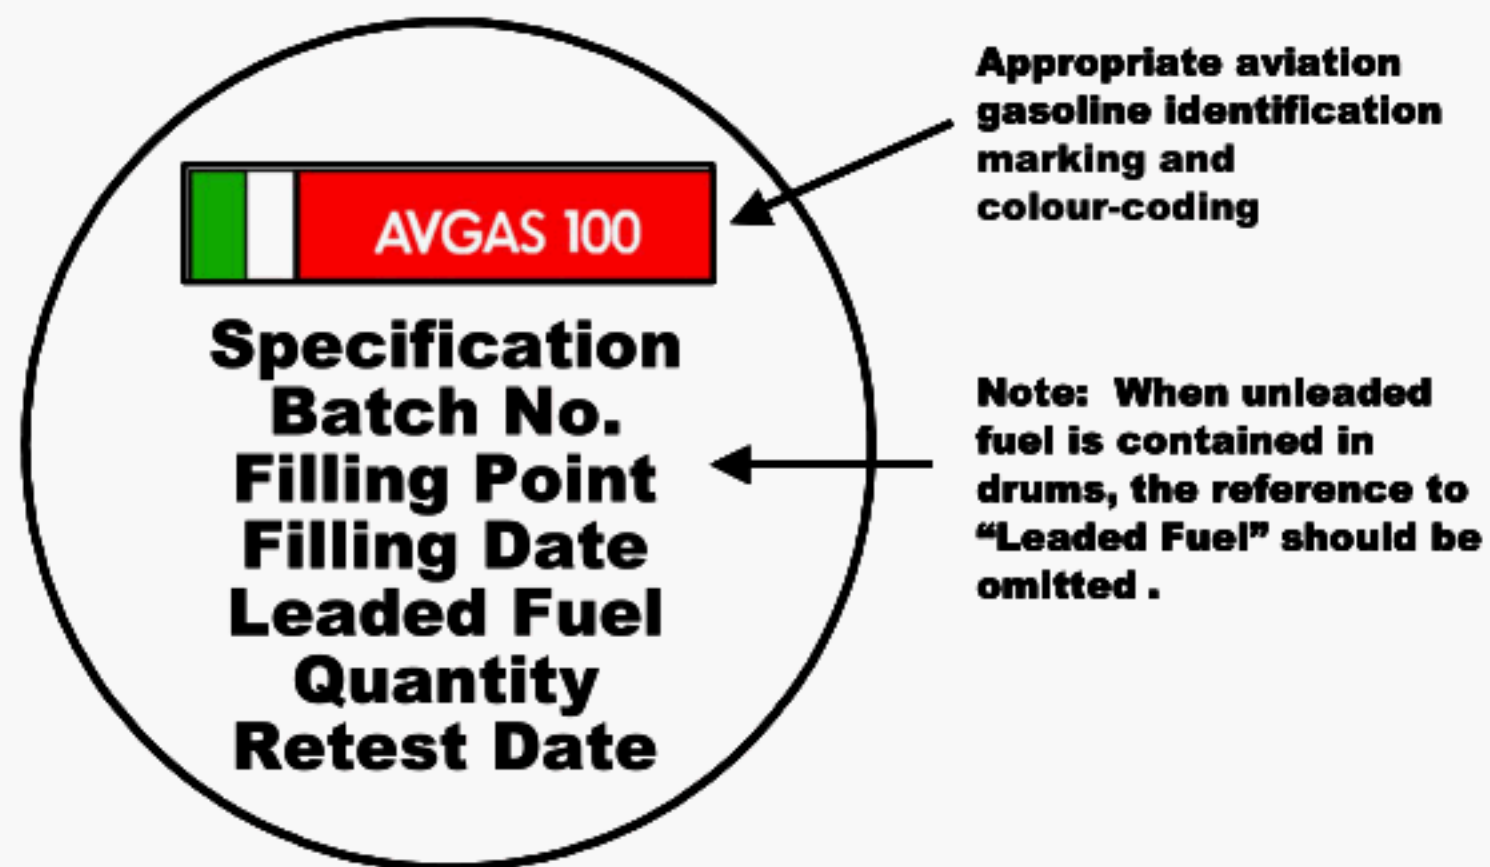 AVGAS 100
Specification
Batch No.
Filling Point
Filling Date
Leaded Fuel
Quantity
Retest Date
Appropriate aviation
gasoline identification
marking and
colour-coding
Note: When unleaded
fuel is contained in
drums, the reference to
“Leaded Fuel” should be
omitted .